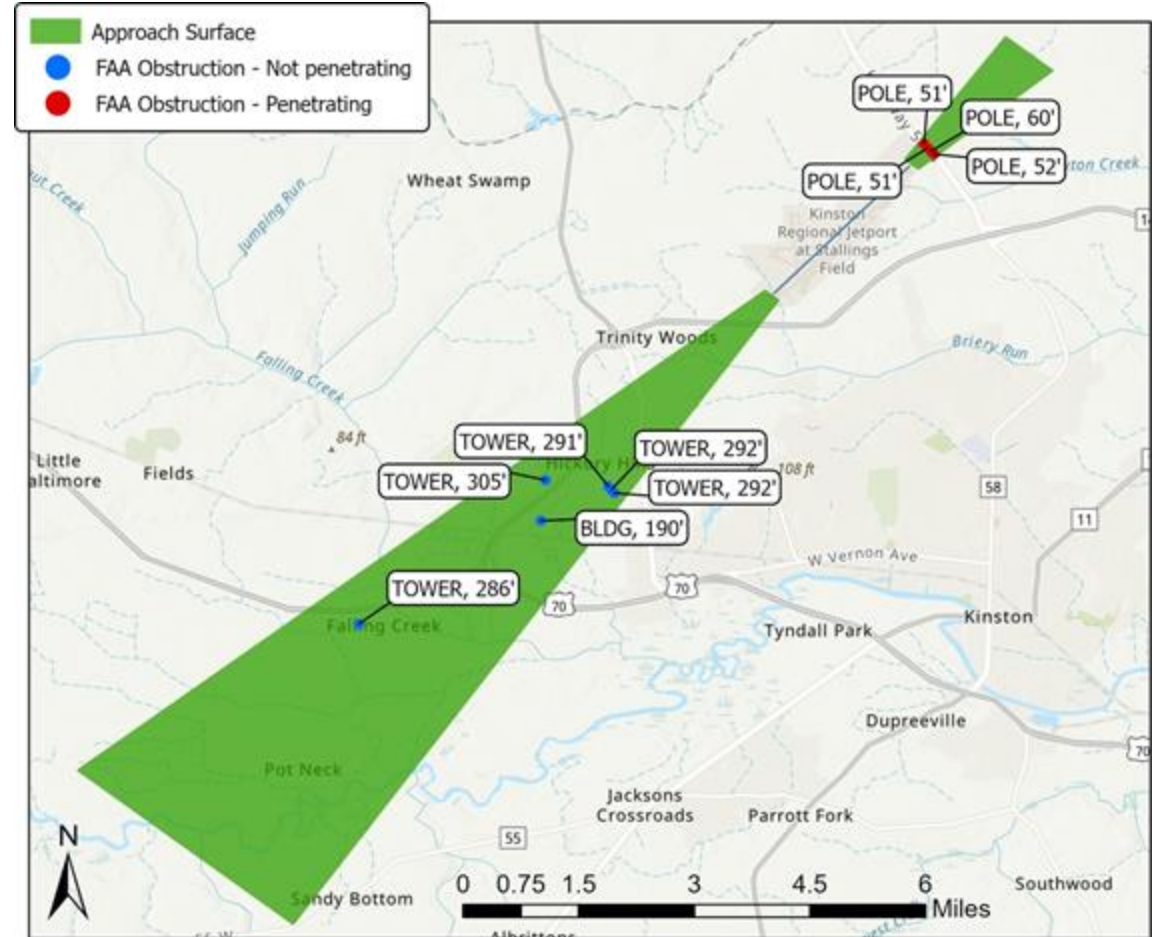 Approach Surface
FAA Obstruction - Not penetrating
FAA Obstruction - Penetrating
POLE, 51'
POLE, 60'
POLE, 52'
POLE, 51'
Creek
Wheat Swamp
Jumping Run
Kinston
Regional Jetport
at Stallings
Field
Trinity Woods
Briery Run
Falling Creek
84 ft
TOWER, 291'
TOWER, 292'
108 ft
Little
Fields
TOWER, 305'
TOWER, 292'
58
11
BLDG, 190'
W Vernon Ave
TOWER, 286'
70
70
Falling Creek
Kinston
Tyndall Park
Dupreeville
70
Pot Neck
Jacksons
Crossroads
Parrott Fork
55
N
0 0.75 1.5 3 4.5 6
Miles
Southwood
Sandy Bottom